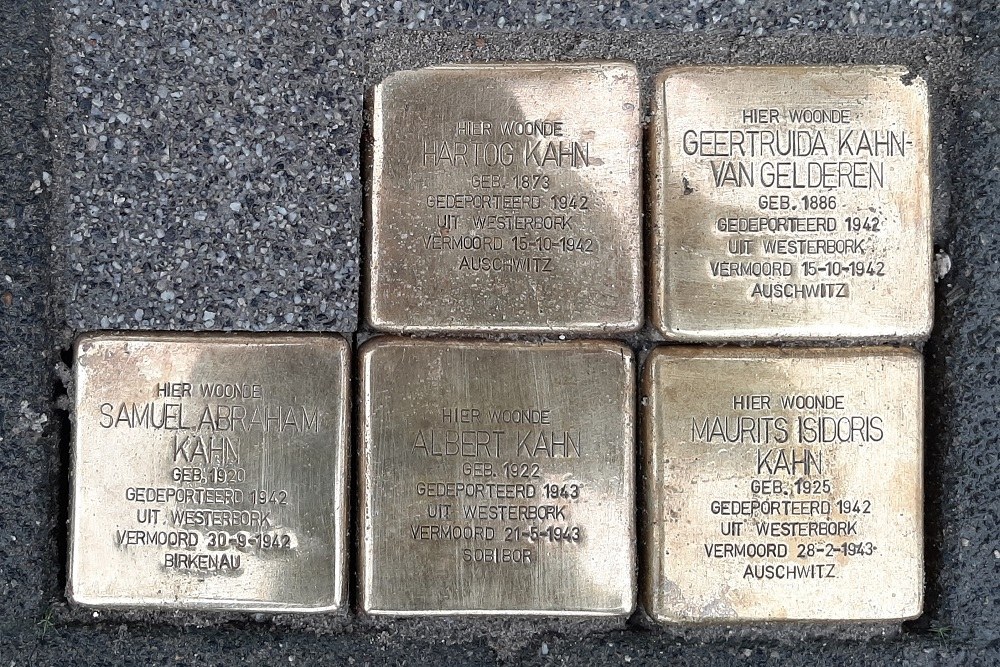 HIER WOONDE
HARTOG KAHN
GEB. 1873
GEDEPORTEERD 1942
UIT WESTERBORK
VERMOORD 15-10-1942
AUSCHWITZ
HIER WOONDE
GEERTRUIDA KAHN-
VAN GELDEREN
GEB. 1886
GEDEPORTEERD 1942
UIT WESTERBORK
VERMOORD 15-10-1942
AUSCHWITZ
HIER WOONDE
SAMUEL ABRAHAM
KAHN
GEB. 1920
GEDEPORTEERD 1942
UIT WESTERBORK
VERMOORD 30-9-1942
BIRKENAU
HIER WOONDE
ALBERT KAHN
GEB. 1922
GEDEPORTEERD 1943
UIT WESTERBORK
VERMOORD 21-5-1943
SOBIBOR
HIER WOONDE
MAURITS ISIDORIS
KAHN
GEB. 1925
GEDEPORTEERD 1942
UIT WESTERBORK
VERMOORD 28-2-1943
AUSCHWITZ